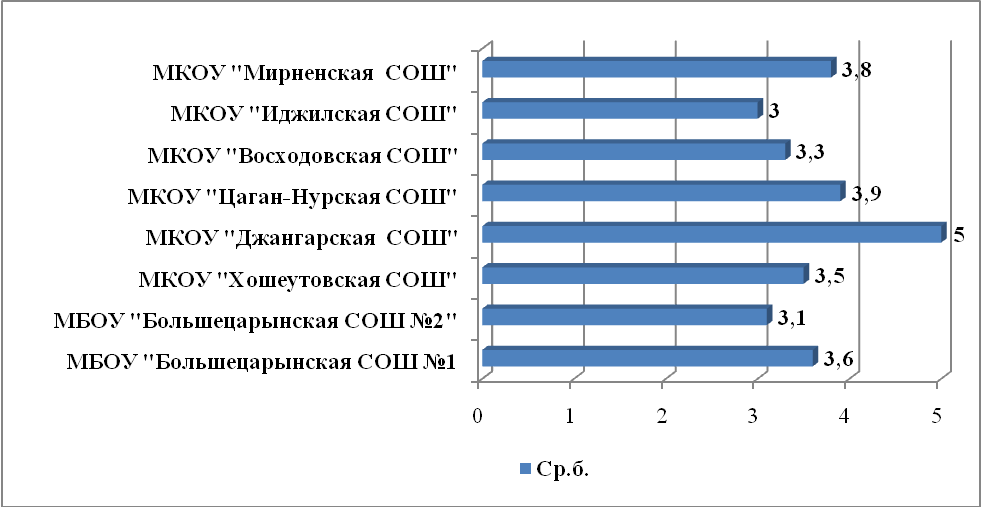 МКОУ "Мирненская  СОШ" 3,8
МКОУ "Иджилская СОШ" 3
МКОУ "Восходовская СОШ" 3,3
МКОУ "Цаган-Нурская СОШ" 3,9
МКОУ "Джангарская  СОШ" 5
МКОУ "Хошеутовская СОШ" 3,5
МБОУ "Большецарынская СОШ №2" 3,1
МБОУ "Большецарынская СОШ №1 3,6
0 1 2 3 4 5
Ср.б.